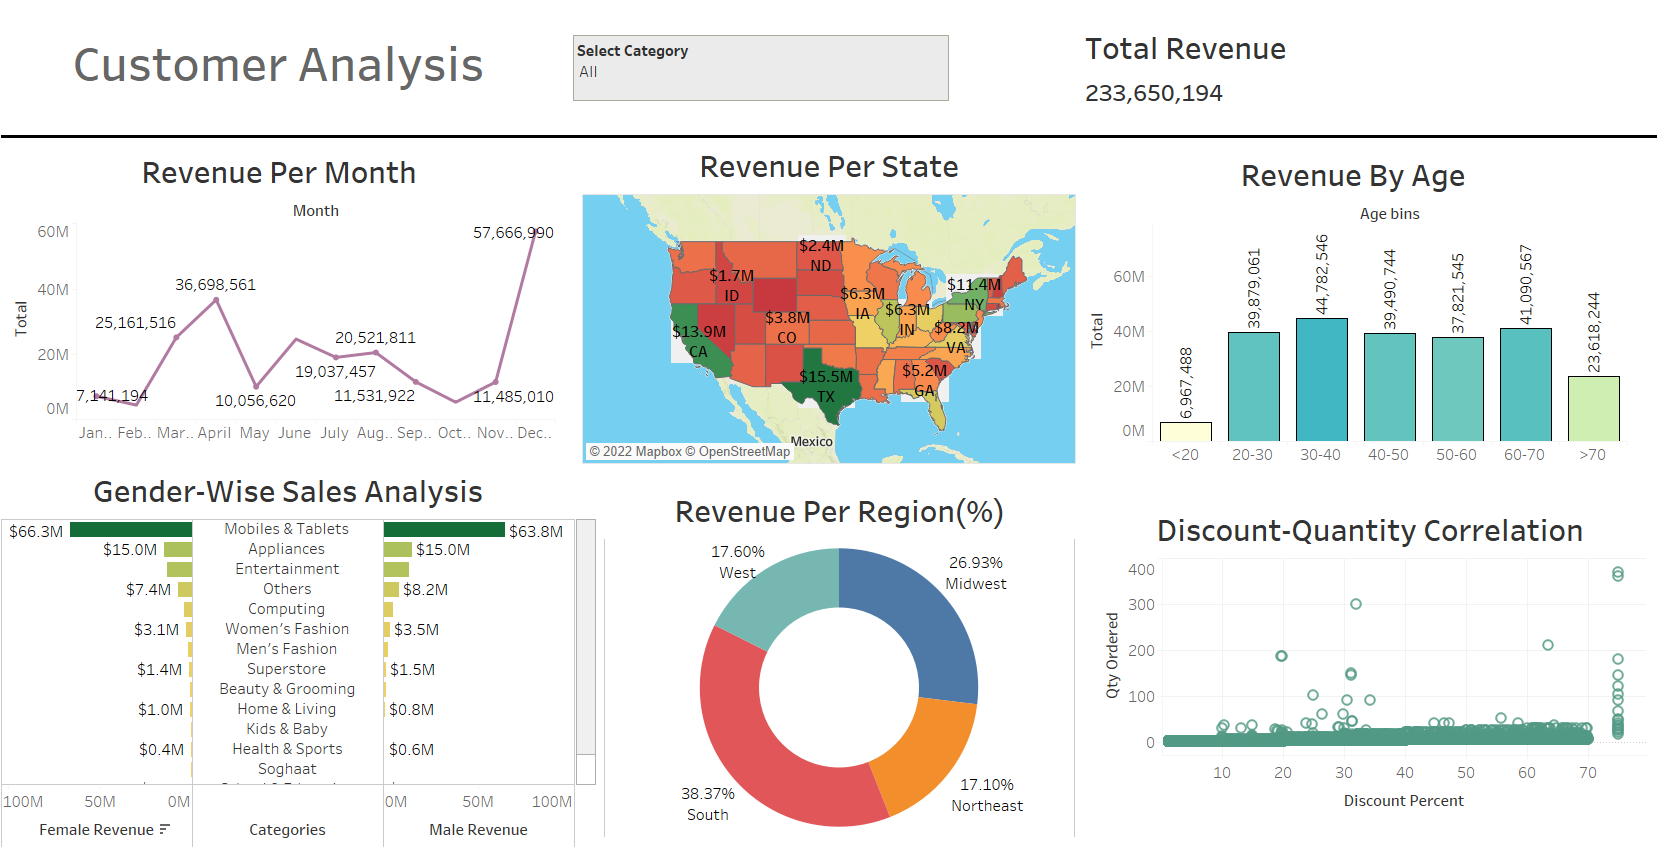 Customer Analysis
Select Category
All
Total Revenue
233,650,194
Revenue Per Month
Month
Total
60M
40M
20M
0M
7,141,194
25,161,516
36,698,561
10,056,620
19,037,457
20,521,811
11,531,922
11,485,010
57,666,990
Jan.. Feb.. Mar.. April May June July Aug.. Sep.. Oct.. Nov.. Dec..
Revenue Per State
$2.4M
ND
$1.7M
ID
$11.4M
NY
$6.3M
IA
$6.3M
IN
$3.8M
CO
$8.2M
VA
$13.9M
CA
$5.2M
GA
$15.5M
TX
Mexico
© 2022 Mapbox © OpenStreetMap
Revenue By Age
Age bins
Total
60M
40M
20M
0M
6,967,488
39,879,061
44,782,546
39,490,744
37,821,545
41,090,567
23,618,244
<20 20-30 30-40 40-50 50-60 60-70 >70
Gender-Wise Sales Analysis
$66.3M Mobiles & Tablets $63.8M
$15.0M Appliances $15.0M
Entertainment
$7.4M Others $8.2M
Computing
$3.1M Women's Fashion $3.5M
Men's Fashion
$1.4M Superstore $1.5M
Beauty & Grooming
$1.0M Home & Living $0.8M
Kids & Baby
$0.4M Health & Sports $0.6M
Soghaat
100M 50M 0M 0M 50M 100M
Female Revenue Categories Male Revenue
Revenue Per Region(%)
17.60%
West
26.93%
Midwest
38.37%
South
17.10%
Northeast
Discount-Quantity Correlation
Qty Ordered
400
300
200
100
0
10 20 30 40 50 60 70
Discount Percent